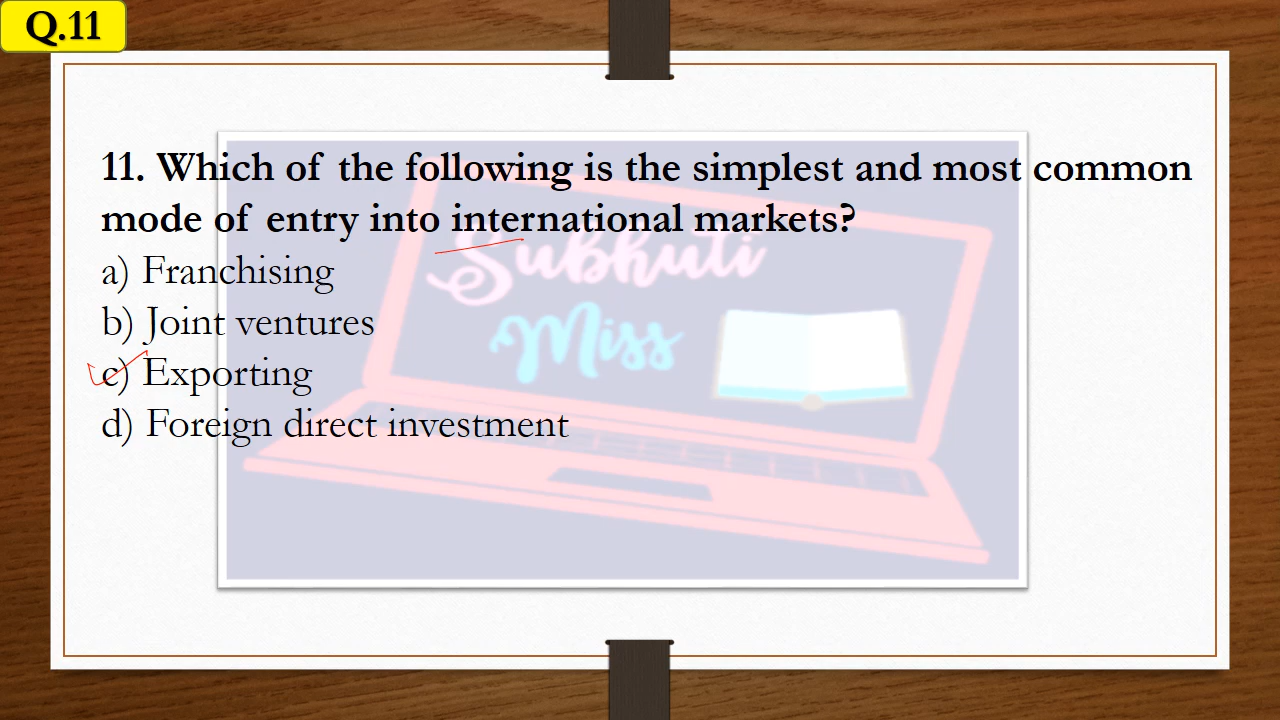 Q.11
11. Which of the following is the simplest and most common
mode of entry into international markets?
a) Franchising
b) Joint ventures
c) Exporting
d) Foreign direct investment
Subhuti
Miss